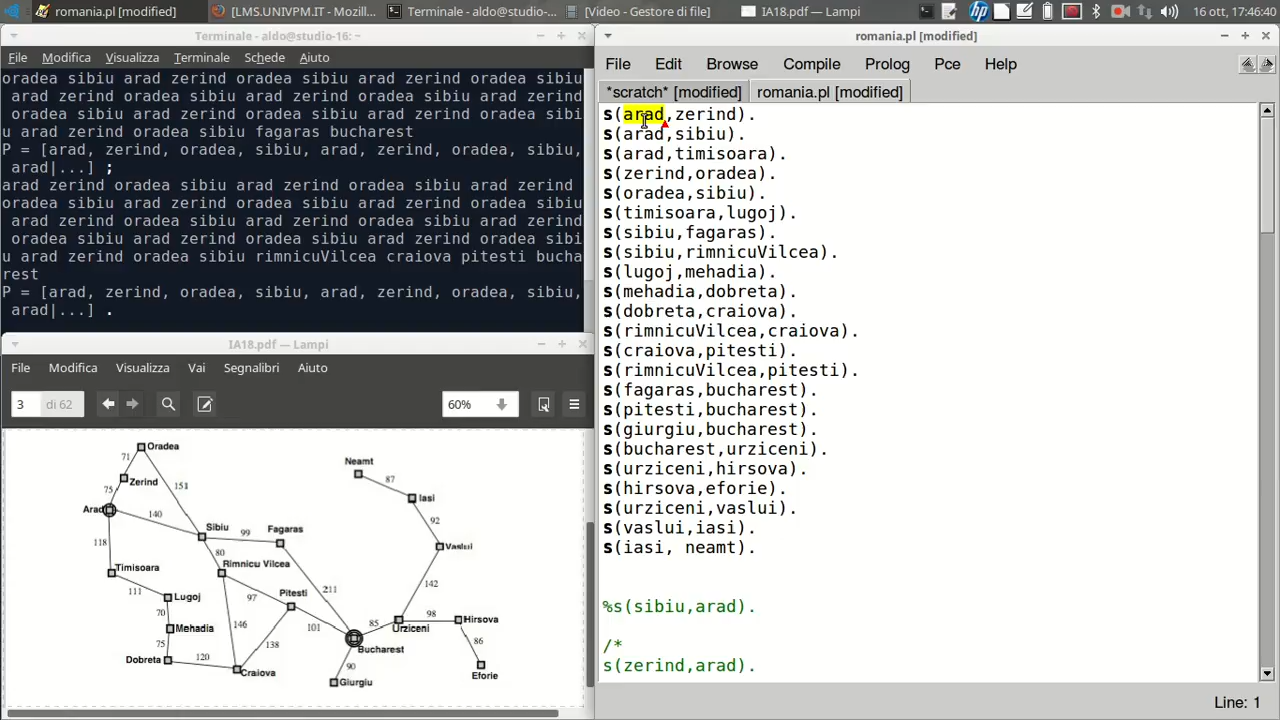 romania.pl [modified]
[LMS.UNIVPM.IT - Mozill...
Terminale - aldo@studio-...
[Video - Gestore di file]
IA18.pdf — Lampi
16 ott, 17:46:40
Terminale - aldo@studio-16: ~
File Modifica Visualizza Terminale Schede Aiuto
oradea sibiu arad zerind oradea sibiu arad zerind oradea sibiu
arad zerind oradea sibiu arad zerind oradea sibiu arad zerind
oradea sibiu arad zerind oradea sibiu arad zerind oradea sibi
u arad zerind oradea sibiu fagaras bucharest
P = [arad, zerind, oradea, sibiu, arad, zerind, oradea, sibiu,
arad|...] ;
arad zerind oradea sibiu arad zerind oradea sibiu arad zerind
oradea sibiu arad zerind oradea sibiu arad zerind oradea sibiu
arad zerind oradea sibiu arad zerind oradea sibiu arad zerind
oradea sibiu arad zerind oradea sibiu arad zerind oradea sibi
u arad zerind oradea sibiu rimnicuVilcea craiova pitesti bucha
rest
P = [arad, zerind, oradea, sibiu, arad, zerind, oradea, sibiu,
arad|...] .
IA18.pdf — Lampi
File Modifica Visualizza Vai Segnalibri Aiuto
3 di 62
60%
Oradea
71
Neamt
Zerind
87
151
75
Iasi
Arad
140
92
Sibiu
99
Fagaras
118
80
Vaslui
Timisoara
Rimnicu Vilcea
111
Lugoj
97
Pitesti
211
142
70
98
Hirsova
Mehadia
146
101
85
Urziceni
75
138
86
Bucharest
Dobreta
120
90
Craiova
Eforie
Giurgiu
romania.pl [modified]
File Edit Browse Compile Prolog Pce Help
*scratch* [modified]
romania.pl [modified]
s(arad,zerind).
s(arad,sibiu).
s(arad,timisoara).
s(zerind,oradea).
s(oradea,sibiu).
s(timisoara,lugoj).
s(sibiu,fagaras).
s(sibiu,rimnicuVilcea).
s(lugoj,mehadia).
s(mehadia,dobreta).
s(dobreta,craiova).
s(rimnicuVilcea,craiova).
s(craiova,pitesti).
s(rimnicuVilcea,pitesti).
s(fagaras,bucharest).
s(pitesti,bucharest).
s(giurgiu,bucharest).
s(bucharest,urziceni).
s(urziceni,hirsova).
s(hirsova,eforie).
s(urziceni,vaslui).
s(vaslui,iasi).
s(iasi, neamt).
%s(sibiu,arad).
/*
s(zerind,arad).
Line: 1